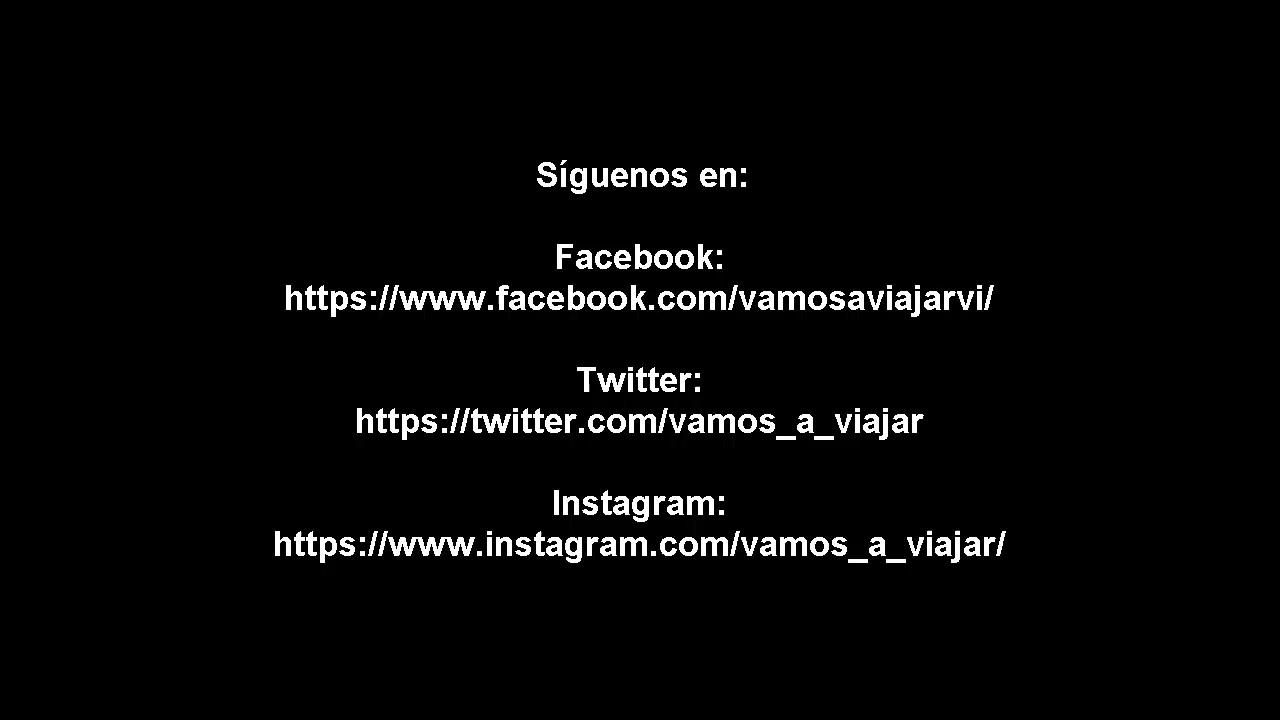 Síguenos en:
Facebook:
https://www.facebook.com/vamosaviajarvi/
Twitter:
https://twitter.com/vamos_a_viajar
Instagram:
https://www.instagram.com/vamos_a_viajar/